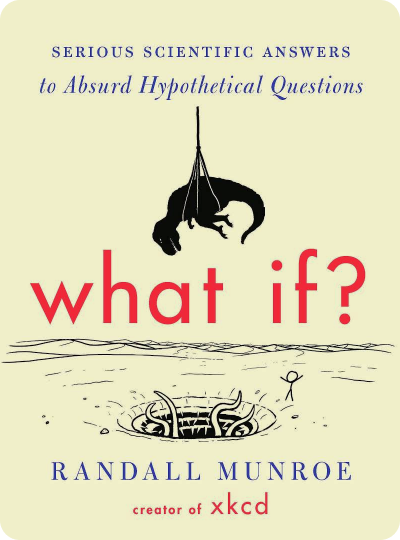 SERIOUS SCIENTIFIC ANSWERS
to Absurd Hypothetical Questions
what if?
RANDALL MUNROE
creator of xkcd